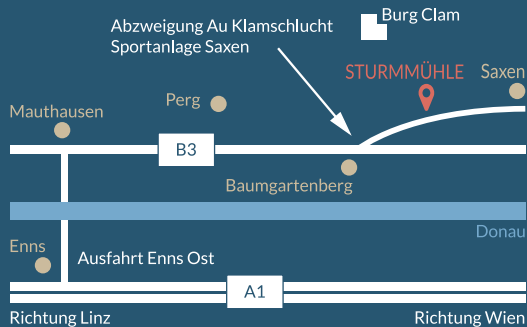 Burg Clam
Abzweigung Au Klamschlucht
Sportanlage Saxen
STURMMÜHLE
Saxen
Perg
Mauthausen
B3
Baumgartenberg
Donau
Enns
Ausfahrt Enns Ost
A1
Richtung Linz
Richtung Wien